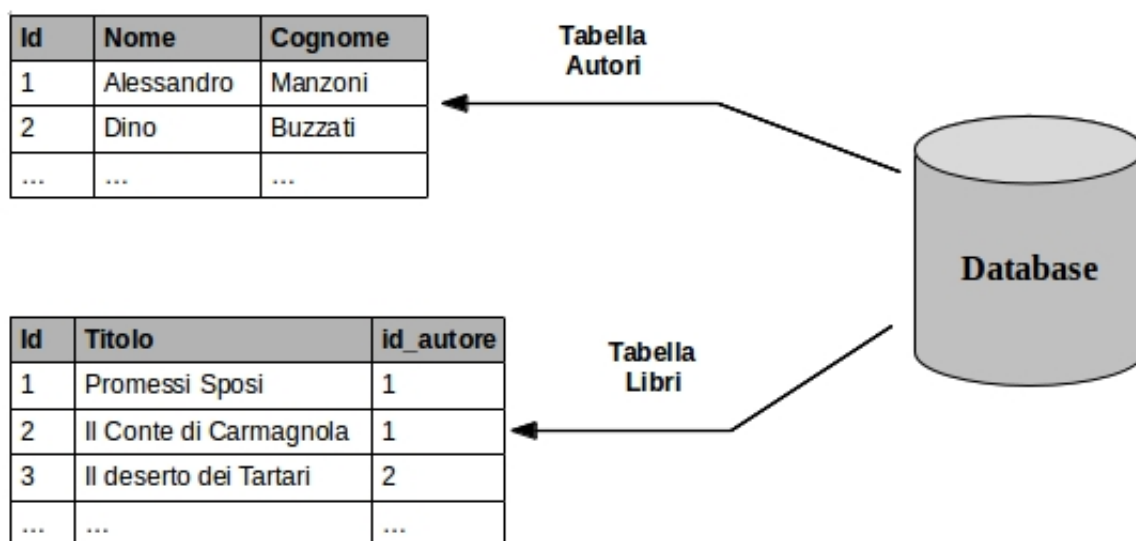 Id Nome Cognome
1 Alessandro Manzoni
2 Dino Buzzati
... ... ...
Tabella
Autori
Database
Id Titolo id_autore
1 Promessi Sposi 1
2 Il Conte di Carmagnola 1
3 Il deserto dei Tartari 2
... ... ...
Tabella
Libri